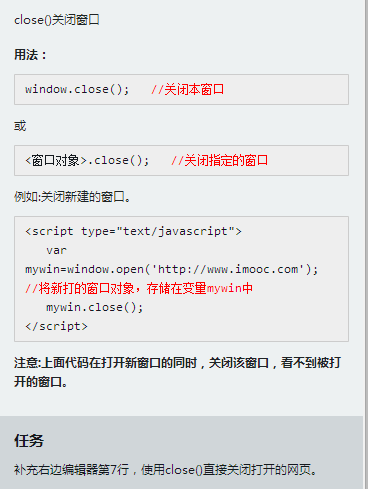 close()关闭窗口
用法：
window.close();   //关闭本窗口
或
<窗口对象>.close();   //关闭指定的窗口
例如:关闭新建的窗口。
<script type="text/javascript">
   var
mywin=window.open('http://www.imooc.com');
//将新打的窗口对象，存储在变量mywin中
   mywin.close();
</script>
注意:上面代码在打开新窗口的同时，关闭该窗口，看不到被打
开的窗口。
任务
补充右边编辑器第7行，使用close()直接关闭打开的网页。